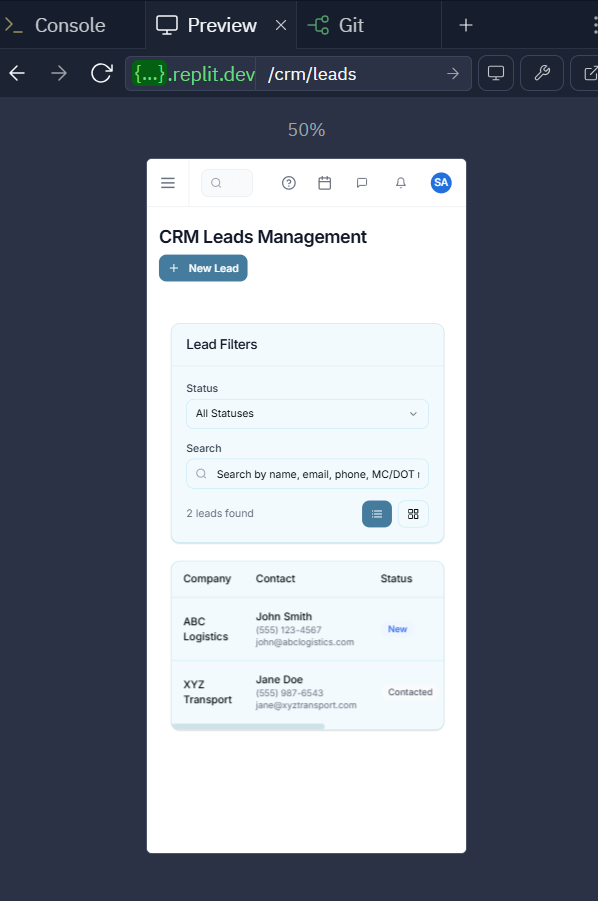 >_ Console
Preview
Git
{...}.replit.dev /crm/leads
50%
SA
CRM Leads Management
+ New Lead
Lead Filters
Status
All Statuses
Search
Search by name, email, phone, MC/DOT
2 leads found
Company Contact Status
ABC Logistics
John Smith
(555) 123-4567
john@abclogistics.com
New
XYZ Transport
Jane Doe
(555) 987-6543
jane@xyztransport.com
Contacted